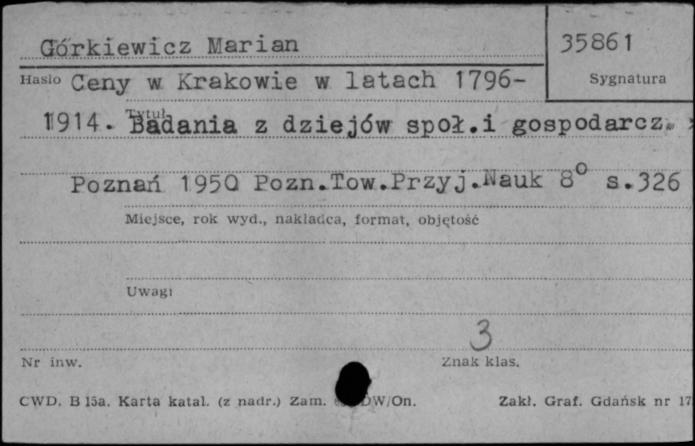 Górkiewicz Marian
35861
Hasło
Sygnatura
Ceny w Krakowie w latach 1796-
1914. Badania z dziejów społ.i gospodarcz.
Tytuł
Poznań 1950 Pozn.Tow.Przyj.Nauk 8° s.326
Miejsce, rok wyd., nakładca, format, objętość
Uwagi
3
Nr inw.
Znak klas.
CWD. B 15a. Karta katal. (z nadr.) Zam. DW/On.
Zakł. Graf. Gdańsk nr 17